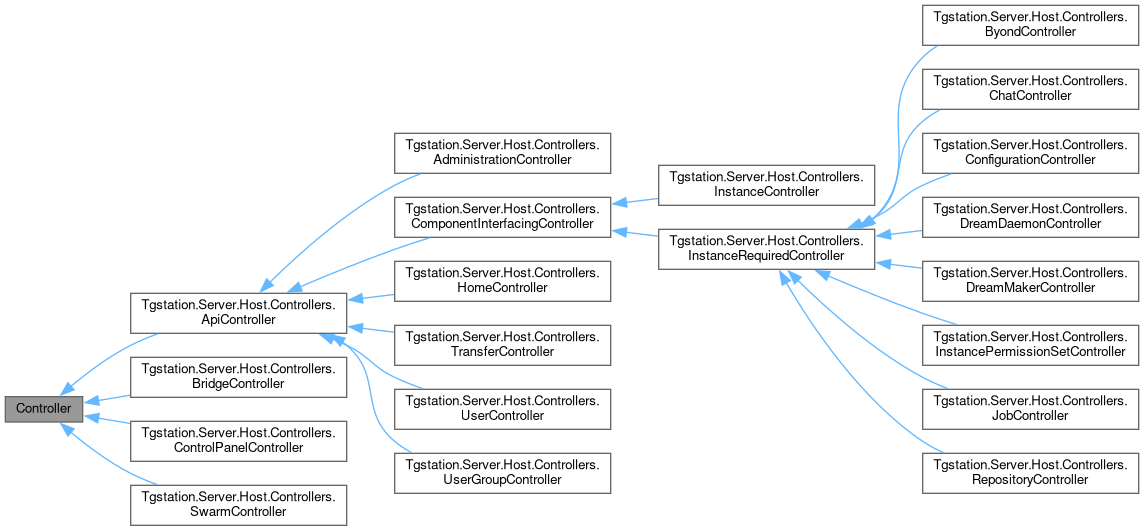 Controller
Tgstation.Server.Host.Controllers.
ApiController
Tgstation.Server.Host.Controllers.
BridgeController
Tgstation.Server.Host.Controllers.
ControlPanelController
Tgstation.Server.Host.Controllers.
SwarmController
Tgstation.Server.Host.Controllers.
AdministrationController
Tgstation.Server.Host.Controllers.
ComponentInterfacingController
Tgstation.Server.Host.Controllers.
HomeController
Tgstation.Server.Host.Controllers.
TransferController
Tgstation.Server.Host.Controllers.
UserController
Tgstation.Server.Host.Controllers.
UserGroupController
Tgstation.Server.Host.Controllers.
InstanceController
Tgstation.Server.Host.Controllers.
InstanceRequiredController
Tgstation.Server.Host.Controllers.
ByondController
Tgstation.Server.Host.Controllers.
ChatController
Tgstation.Server.Host.Controllers.
ConfigurationController
Tgstation.Server.Host.Controllers.
DreamDaemonController
Tgstation.Server.Host.Controllers.
DreamMakerController
Tgstation.Server.Host.Controllers.
InstancePermissionSetController
Tgstation.Server.Host.Controllers.
JobController
Tgstation.Server.Host.Controllers.
RepositoryController